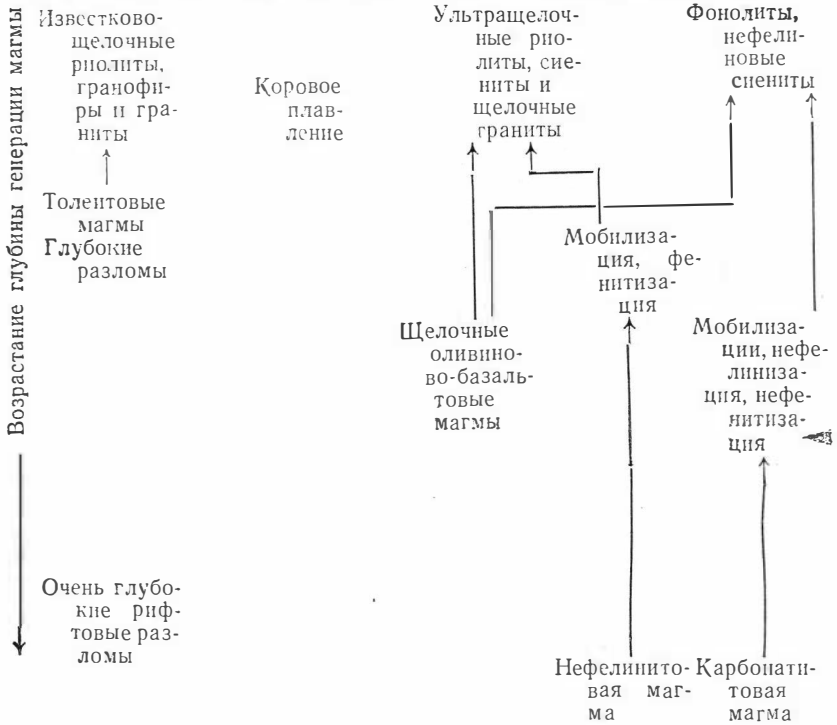 Возрастание глубины генерации магмы
Известково-
щелочные
риолиты,
гранофи-
ры и гра-
ниты
Коровое
плав-
ление
Ультращелоч-
ные рио-
литы, сие-
ниты и
щелочные
граниты
Фонолиты,
нефели-
новые
сиениты
Толеитовые
магмы
Глубокие
разломы
Мобилиза-
ция, фе-
нитиза-
ция
Щелочные
оливино-
во-базаль-
товые
магмы
Мобилиза-
ции, нефе-
линиза-
ция, нефе-
нитиза-
ция
Очень глубо-
кие риф-
товые раз-
ломы
Нефелинито-
вая маг-
ма
Карбонати-
товая
магма